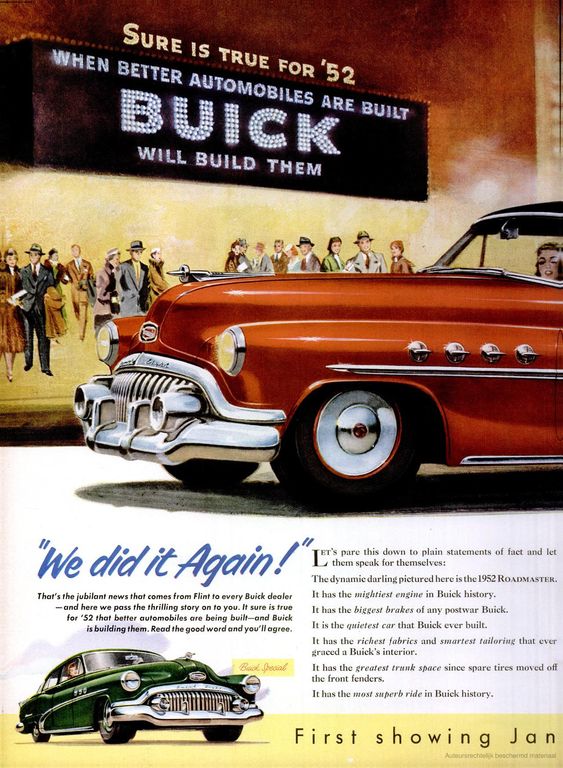 SURE IS TRUE FOR '52
WHEN BETTER AUTOMOBILES ARE BUILT
BUICK
WILL BUILD THEM
"We did it Again!"
That's the jubilant news that comes from Flint to every Buick dealer
—and here we pass the thrilling story on to you. It sure is true
for '52 that better automobiles are being built—and Buick
is building them. Read the good word and you'll agree.
Buick Special
LET'S pare this down to plain statements of fact and let
them speak for themselves:
The dynamic darling pictured here is the 1952 ROADMASTER.
It has the mightiest engine in Buick history.
It has the biggest brakes of any postwar Buick.
It is the quietest car that Buick ever built.
It has the richest fabrics and smartest tailoring that ever
graced a Buick's interior.
It has the greatest trunk space since spare tires moved off
the front fenders.
It has the most superb ride in Buick history.
First showing Jan
Auteursrechtelijk beschermd materiaal